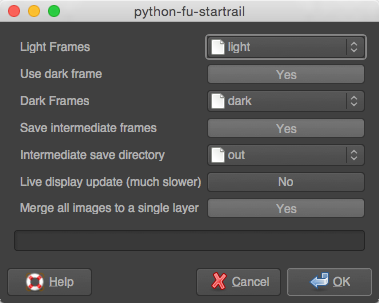 python-fu-startrail
Light Frames light
Use dark frame Yes
Dark Frames dark
Save intermediate frames Yes
Intermediate save directory out
Live display update (much slower) No
Merge all images to a single layer Yes
Help Cancel OK